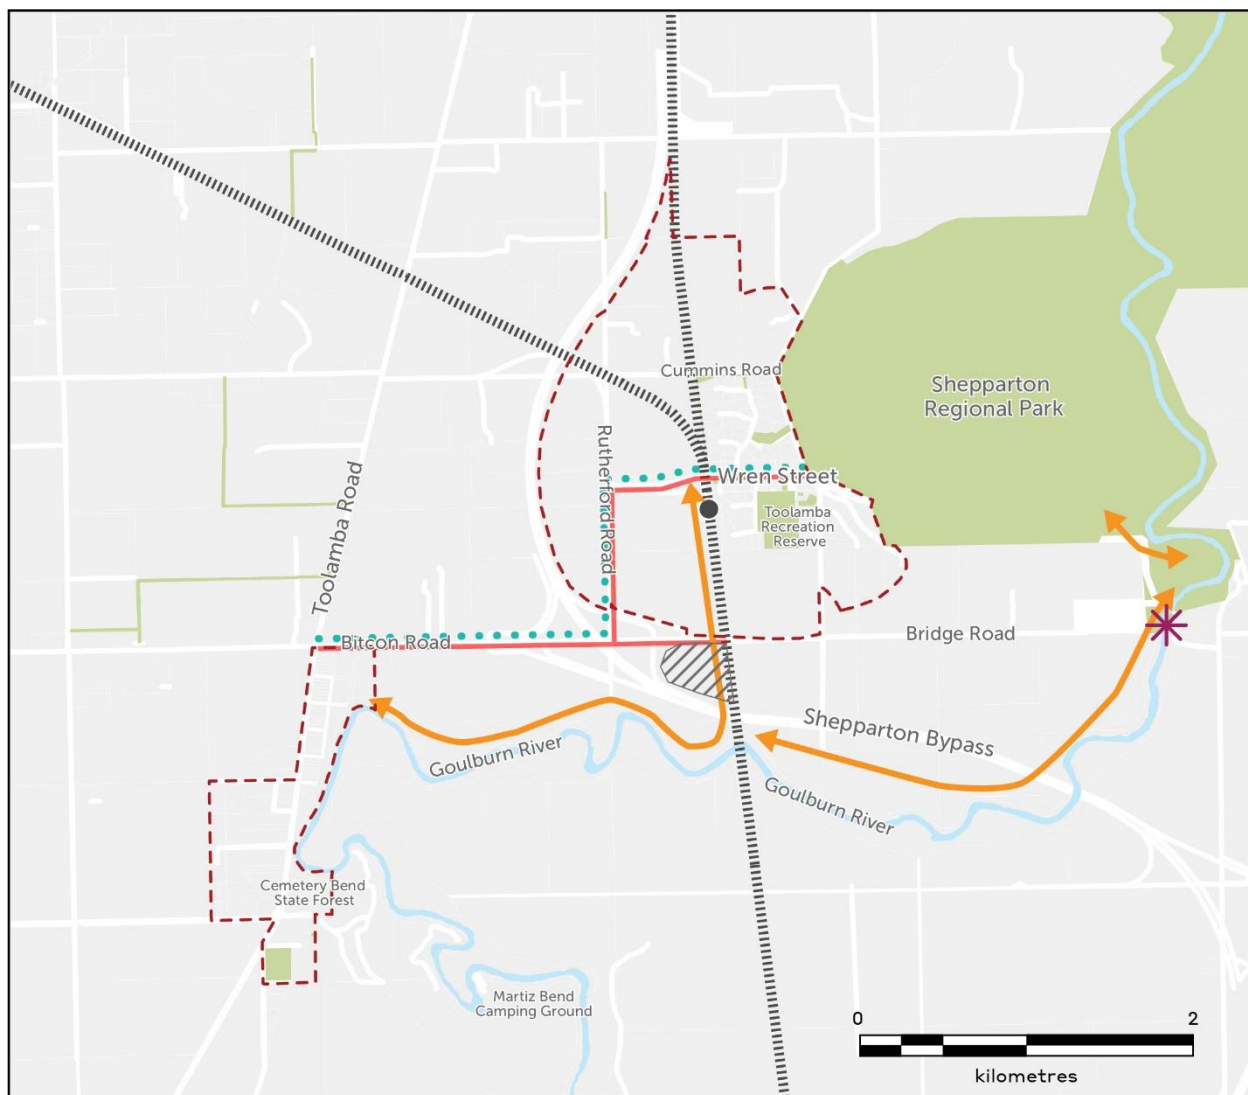 Cummins Road
Shepparton
Regional Park
Rutherford Road
Wren Street
Toolamba Road
Toolamba
Recreation
Reserve
Bitcon Road
Bridge Road
Shepparton Bypass
Goulburn River
Goulburn River
Cemetery Bend
State Forest
Martiz Bend
Camping Ground
0
2
kilometres